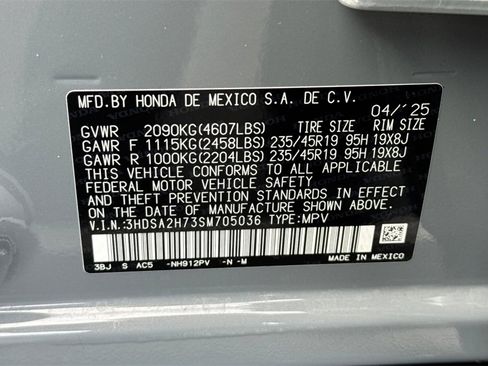 MFD. BY HONDA DE MEXICO S.A. DE C.V. 04/'25
GVWR 2090KG(4607LBS) TIRE SIZE RIM SIZE
GAWR F 1115KG(2458LBS) 235/45R19 95H 19X8J
GAWR R 1000KG(2204LBS) 235/45R19 95H 19X8J
THIS VEHICLE CONFORMS TO ALL APPLICABLE
FEDERAL MOTOR VEHICLE SAFETY
AND THEFT PREVENTION STANDARDS IN EFFECT
ON THE DATE OF MANUFACTURE SHOWN ABOVE.
V.I.N.:3HDSA2H73SM705036 TYPE:MPV
3BJ S AC5 -NH912PV -N -M MADE IN MEXICO